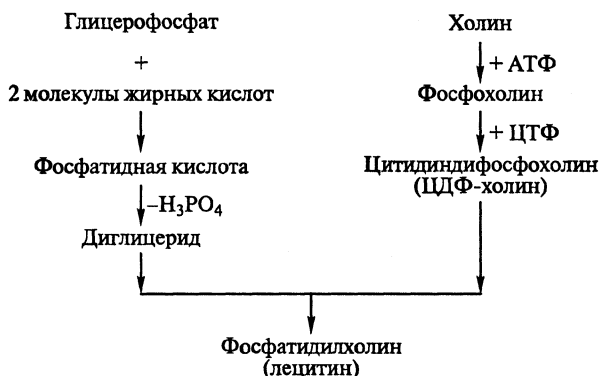 Глицерофосфат
+
2 молекулы жирных кислот
Фосфатидная кислота
–H₃PO₄
Диглицерид
Холин
+ АТФ
Фосфохолин
+ ЦТФ
Цитидиндифосфохолин
(ЦДФ-холин)
Фосфатидилхолин
(лецитин)